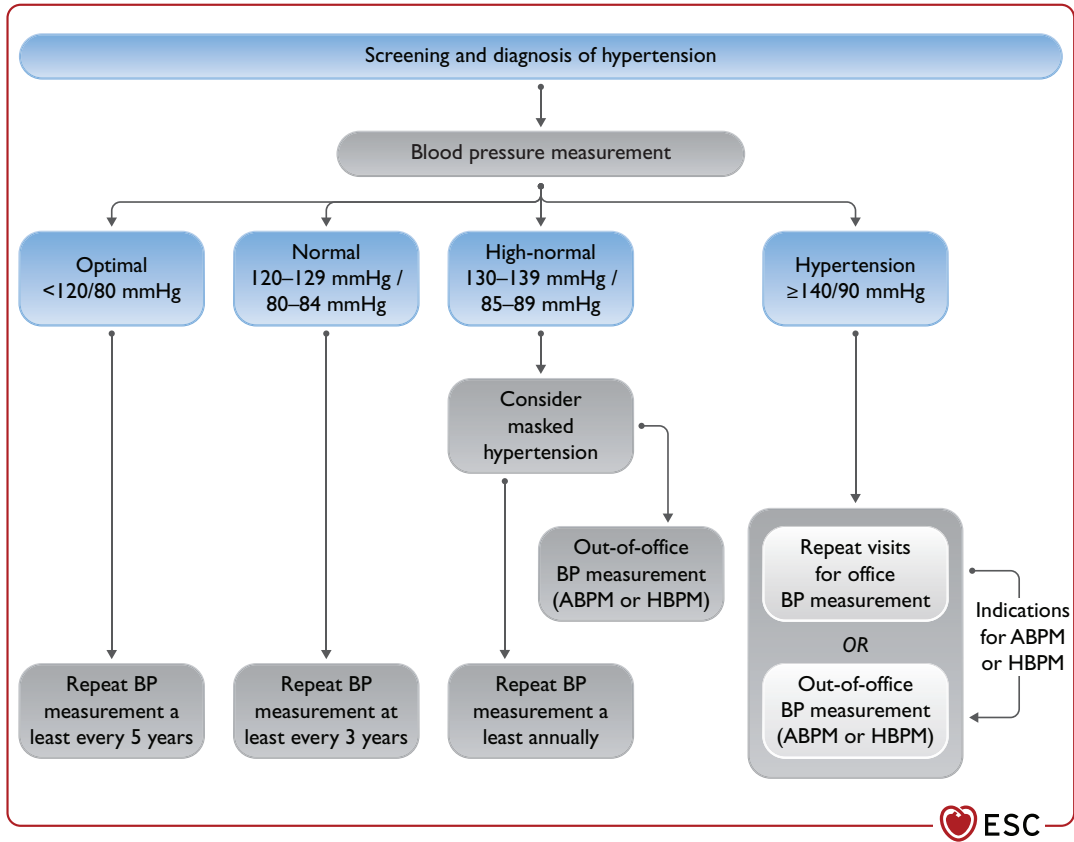 Screening and diagnosis of hypertension
Blood pressure measurement
Optimal
<120/80 mmHg
Normal
120–129 mmHg /
80–84 mmHg
High-normal
130–139 mmHg /
85–89 mmHg
Hypertension
≥140/90 mmHg
Consider
masked
hypertension
Out-of-office
BP measurement
(ABPM or HBPM)
Repeat visits
for office
BP measurement
OR
Out-of-office
BP measurement
(ABPM or HBPM)
Indications
for ABPM
or HBPM
Repeat BP
measurement a
least every 5 years
Repeat BP
measurement at
least every 3 years
Repeat BP
measurement a
least annually
ESC